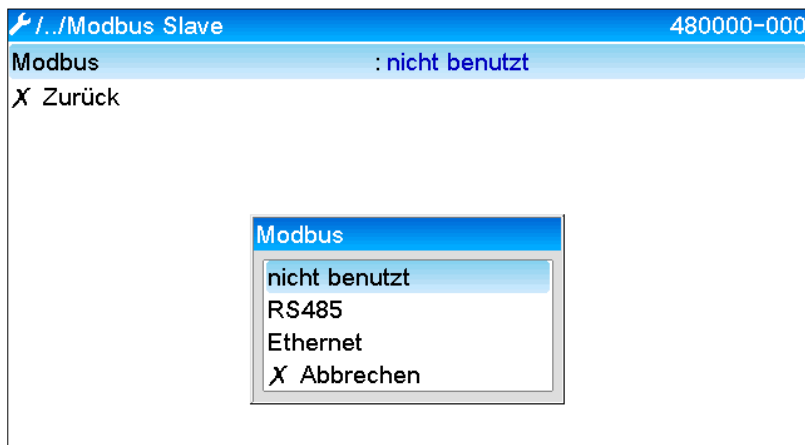 /../Modbus Slave 480000-000
Modbus : nicht benutzt
X Zurück
Modbus
nicht benutzt
RS485
Ethernet
X Abbrechen